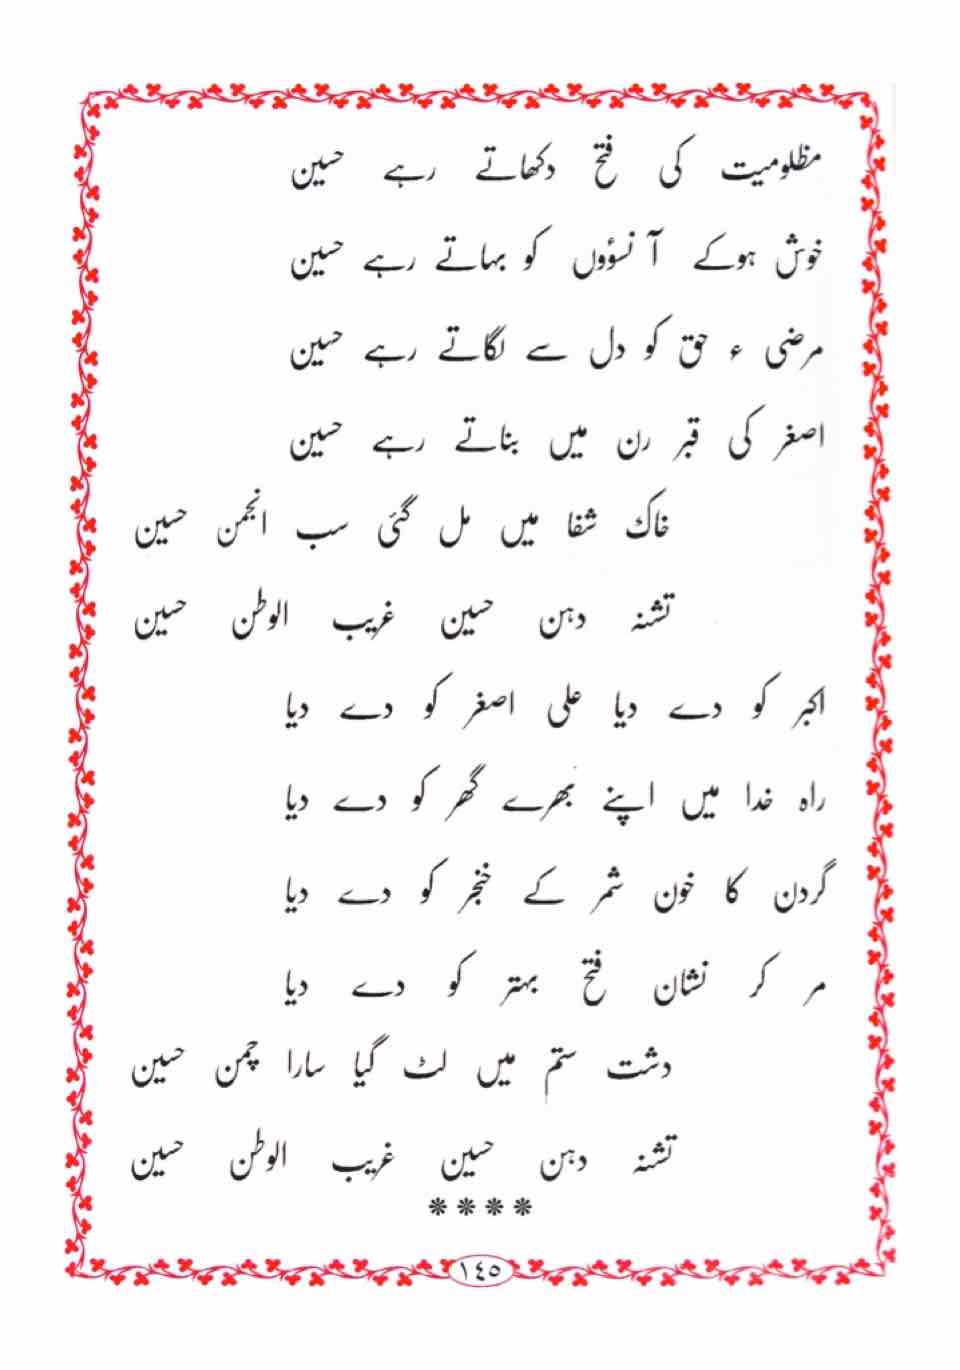 مظلومیت کی فتح دکھاتے رہے حسین
خوش ہوکے آنسوؤں کو بہاتے رہے حسین
مرضی ء حق کو دل سے لگاتے رہے حسین
اصغر کی قبر رن میں بناتے رہے حسین
خاک شفا میں مل گئی سب انجمن حسین
تشنہ دہن حسین غریب الوطن حسین
اکبر کو دے دیا علی اصغر کو دے دیا
راہ خدا میں اپنے بھرے گھر کو دے دیا
گردن کا خون شمر کے خنجر کو دے دیا
مر کر نشان فتح بہتر کو دے دیا
دشت ستم میں لٹ گیا سارا چمن حسین
تشنہ دہن حسین غریب الوطن حسین
****
١٤٥